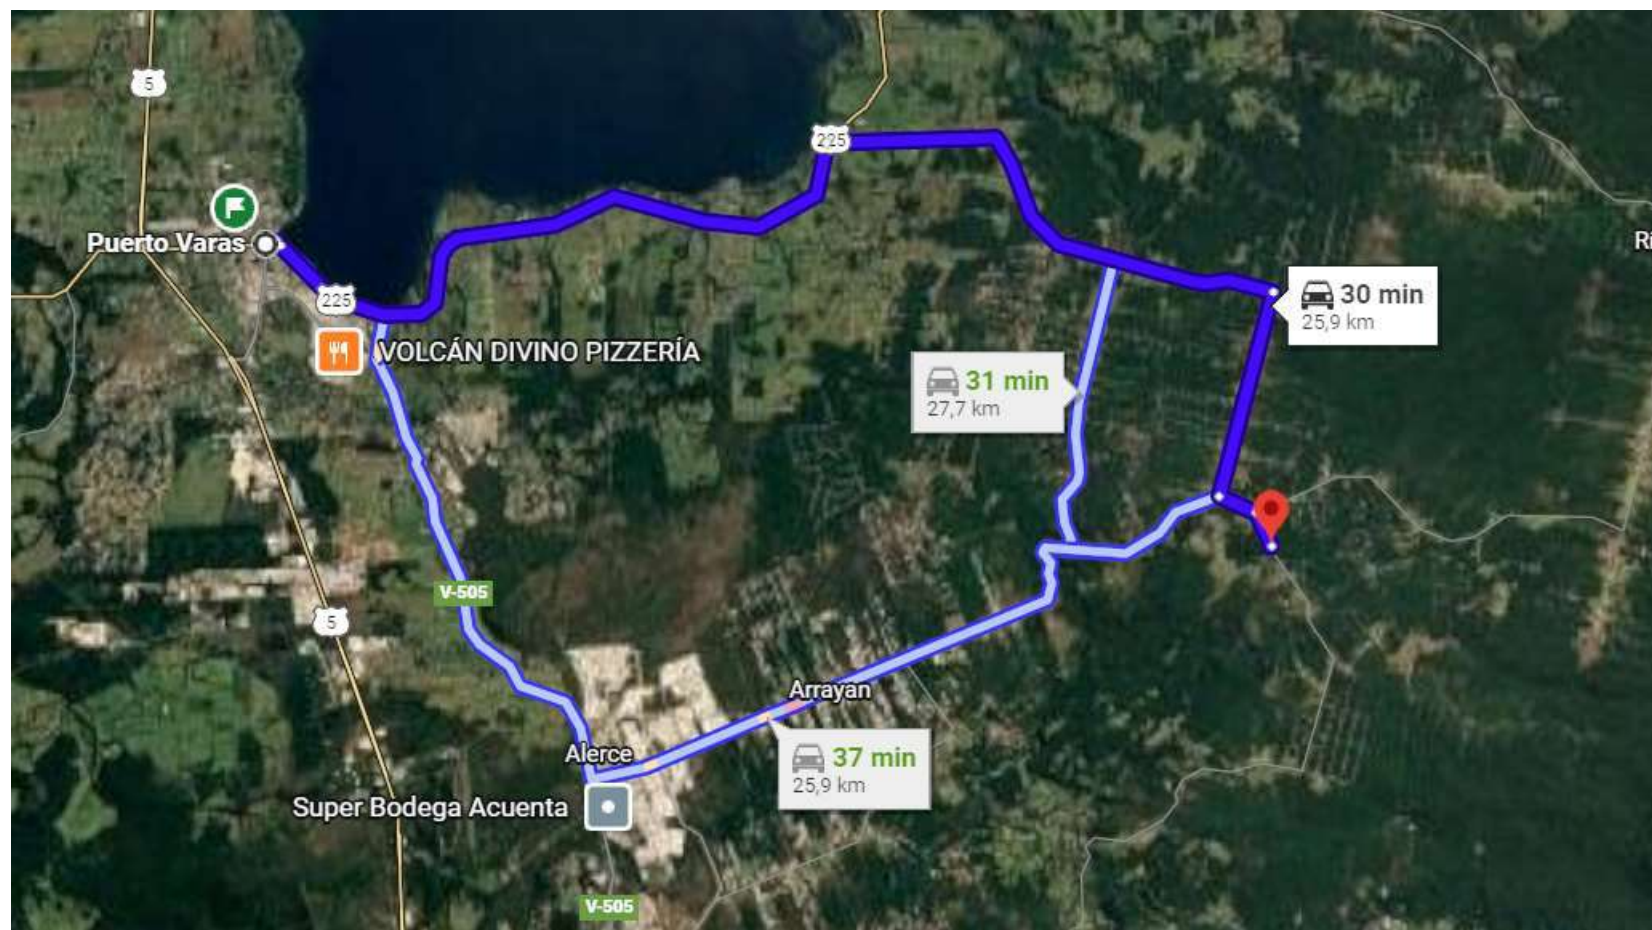 5
225
Puerto Varas
Ri
225
30 min
25,9 km
VOLCÁN DIVINO PIZZERÍA
31 min
27,7 km
V-505
5
Arrayan
Alerce
37 min
25,9 km
Super Bodega Acuenta
V-505